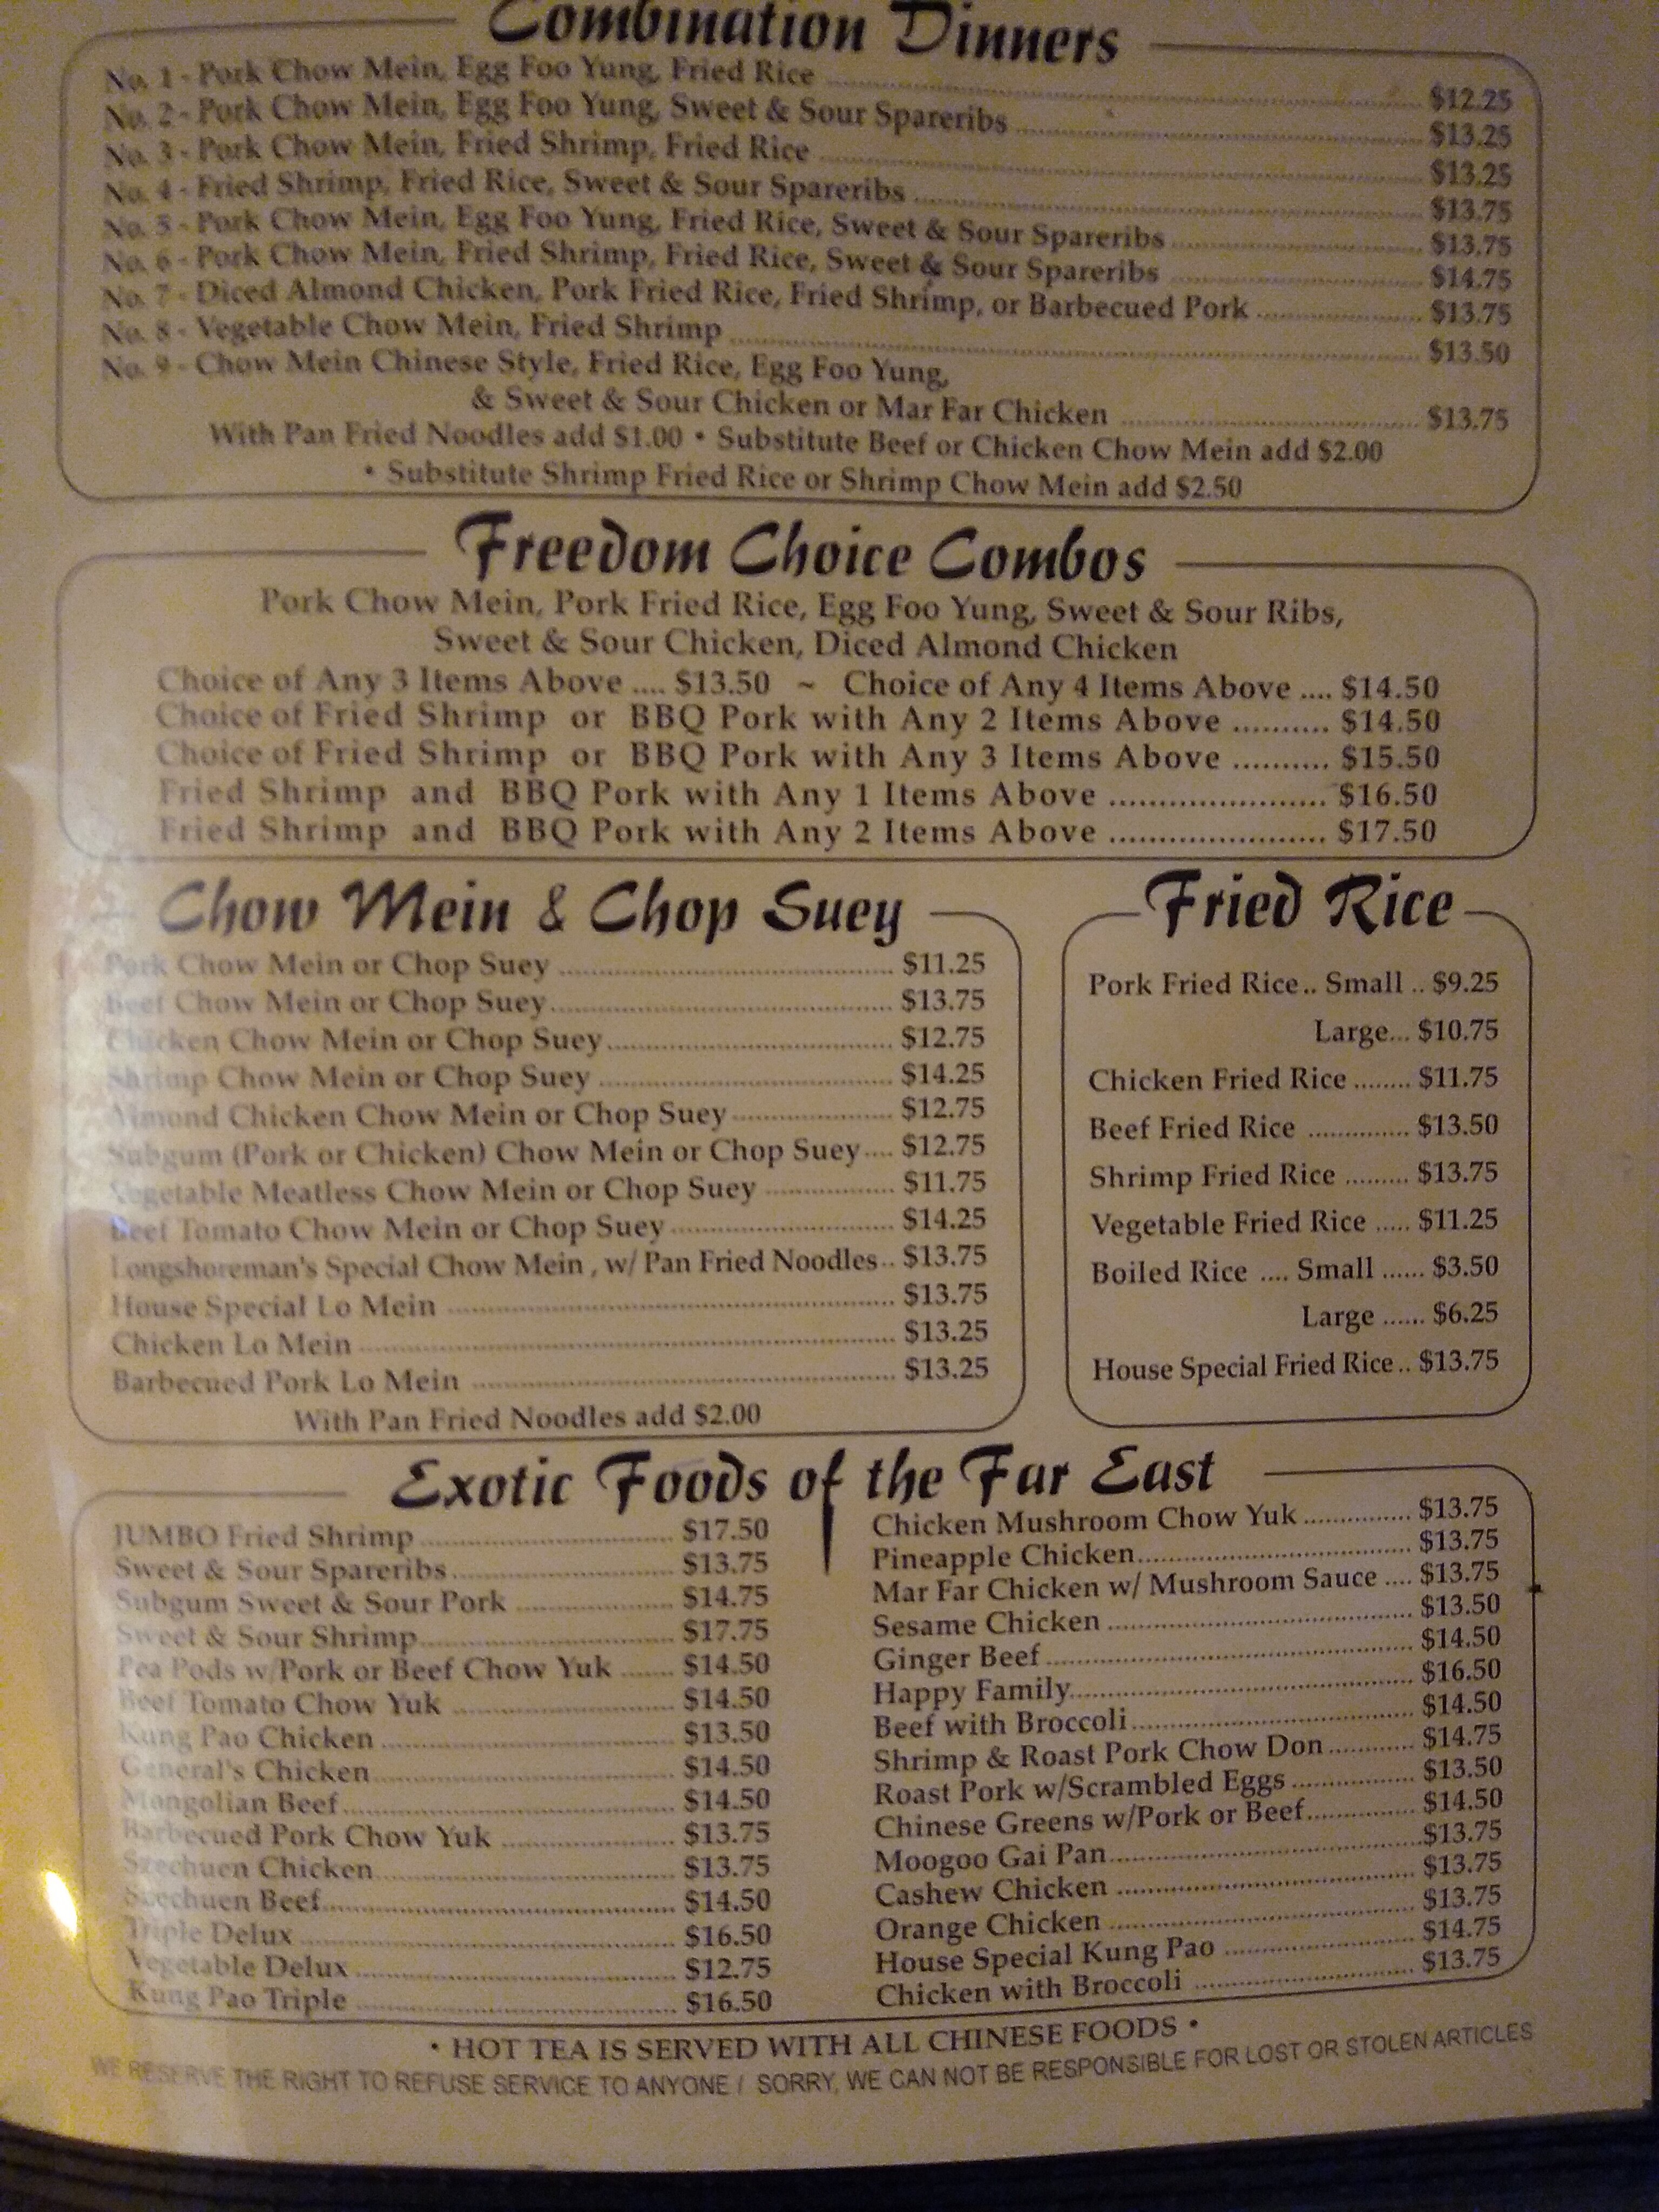 Combination Dinners
No. 1 - Pork Chow Mein, Egg Foo Yung, Fried Rice $12.25
No. 2 - Pork Chow Mein, Egg Foo Yung, Sweet & Sour Spareribs $13.25
No. 3 - Pork Chow Mein, Fried Shrimp, Fried Rice $13.25
No. 4 - Fried Shrimp, Fried Rice, Sweet & Sour Spareribs $13.75
No. 5 - Pork Chow Mein, Egg Foo Yung, Fried Rice, Sweet & Sour Spareribs $13.75
No. 6 - Pork Chow Mein, Fried Shrimp, Fried Rice, Sweet & Sour Spareribs $14.75
No. 7 - Diced Almond Chicken, Pork Fried Rice, Fried Shrimp, or Barbecued Pork $13.75
No. 8 - Vegetable Chow Mein, Fried Shrimp $13.50
No. 9 - Chow Mein Chinese Style, Fried Rice, Egg Foo Yung,
& Sweet & Sour Chicken or Mar Far Chicken $13.75
With Pan Fried Noodles add $1.00 • Substitute Beef or Chicken Chow Mein add $2.00
• Substitute Shrimp Fried Rice or Shrimp Chow Mein add $2.50
Freedom Choice Combos
Pork Chow Mein, Pork Fried Rice, Egg Foo Yung, Sweet & Sour Ribs,
Sweet & Sour Chicken, Diced Almond Chicken
Choice of Any 3 Items Above .... $13.50 ~ Choice of Any 4 Items Above .... $14.50
Choice of Fried Shrimp or BBQ Pork with Any 2 Items Above .......... $14.50
Choice of Fried Shrimp or BBQ Pork with Any 3 Items Above .......... $15.50
Fried Shrimp and BBQ Pork with Any 1 Items Above ...................... $16.50
Fried Shrimp and BBQ Pork with Any 2 Items Above ...................... $17.50
Chow Mein & Chop Suey
Pork Chow Mein or Chop Suey $11.25
Beef Chow Mein or Chop Suey $13.75
Chicken Chow Mein or Chop Suey $12.75
Shrimp Chow Mein or Chop Suey $14.25
Almond Chicken Chow Mein or Chop Suey $12.75
Subgum (Pork or Chicken) Chow Mein or Chop Suey.... $12.75
Vegetable Meatless Chow Mein or Chop Suey $11.75
Beef Tomato Chow Mein or Chop Suey $14.25
Longshoreman's Special Chow Mein , w/ Pan Fried Noodles.. $13.75
House Special Lo Mein $13.75
Chicken Lo Mein $13.25
Barbecued Pork Lo Mein $13.25
With Pan Fried Noodles add $2.00
Fried Rice
Pork Fried Rice.. Small .. $9.25
Large... $10.75
Chicken Fried Rice ........ $11.75
Beef Fried Rice .............. $13.50
Shrimp Fried Rice ......... $13.75
Vegetable Fried Rice ..... $11.25
Boiled Rice .... Small ...... $3.50
Large ...... $6.25
House Special Fried Rice.. $13.75
Exotic Foods of the Far East
JUMBO Fried Shrimp $17.50
Sweet & Sour Spareribs $13.75
Subgum Sweet & Sour Pork $14.75
Sweet & Sour Shrimp $17.75
Pea Pods w/Pork or Beef Chow Yuk $14.50
Beef Tomato Chow Yuk $14.50
Kung Pao Chicken $13.50
General's Chicken $14.50
Mongolian Beef $14.50
Barbecued Pork Chow Yuk $13.75
Szechuen Chicken $13.75
Szechuen Beef $14.50
Triple Delux $16.50
Vegetable Delux $12.75
Kung Pao Triple $16.50
Chicken Mushroom Chow Yuk $13.75
Pineapple Chicken $13.75
Mar Far Chicken w/ Mushroom Sauce .... $13.75
Sesame Chicken $13.50
Ginger Beef $14.50
Happy Family $16.50
Beef with Broccoli $14.50
Shrimp & Roast Pork Chow Don $14.75
Roast Pork w/Scrambled Eggs $13.50
Chinese Greens w/Pork or Beef $14.50
Moogoo Gai Pan $13.75
Cashew Chicken $13.75
Orange Chicken $13.75
House Special Kung Pao $14.75
Chicken with Broccoli $13.75
• HOT TEA IS SERVED WITH ALL CHINESE FOODS •
WE RESERVE THE RIGHT TO REFUSE SERVICE TO ANYONE / SORRY, WE CAN NOT BE RESPONSIBLE FOR LOST OR STOLEN ARTICLES